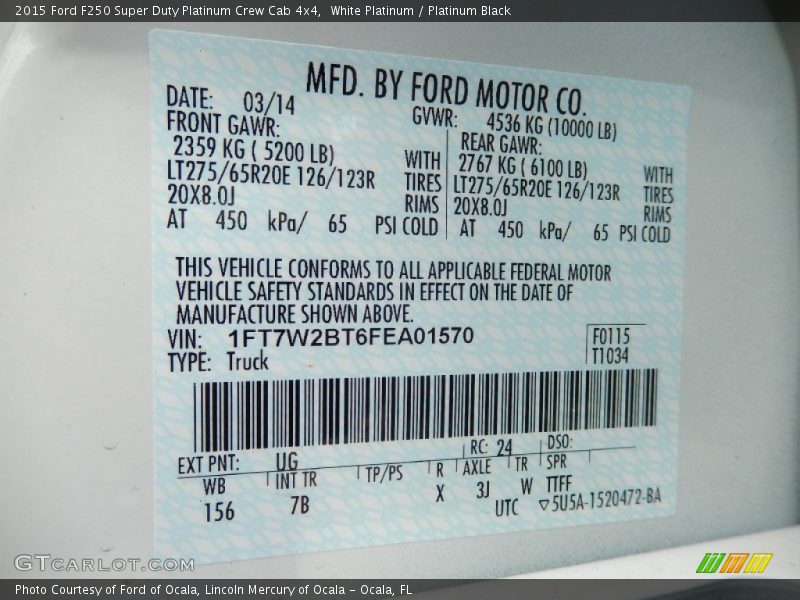 2015 Ford F250 Super Duty Platinum Crew Cab 4x4, White Platinum / Platinum Black
MFD. BY FORD MOTOR CO.
DATE: 03/14
GVWR: 4536 KG (10000 LB)
FRONT GAWR:
2359 KG ( 5200 LB) WITH
LT275/65R20E 126/123R TIRES
20X8.0J RIMS
AT 450 kPa/ 65 PSI COLD
REAR GAWR:
2767 KG ( 6100 LB) WITH
LT275/65R20E 126/123R TIRES
20X8.0J RIMS
AT 450 kPa/ 65 PSI COLD
THIS VEHICLE CONFORMS TO ALL APPLICABLE FEDERAL MOTOR
VEHICLE SAFETY STANDARDS IN EFFECT ON THE DATE OF
MANUFACTURE SHOWN ABOVE.
VIN: 1FT7W2BT6FEA01570
TYPE: Truck
F0115
T1034
EXT PNT: UG RC: 24 DSO:
WB INT TR TP/PS R AXLE TR SPR
156 7B X 3J W TTFF
UTC ▽5U5A-1520472-BA
GTCARLOT.COM
Photo Courtesy of Ford of Ocala, Lincoln Mercury of Ocala – Ocala, FL